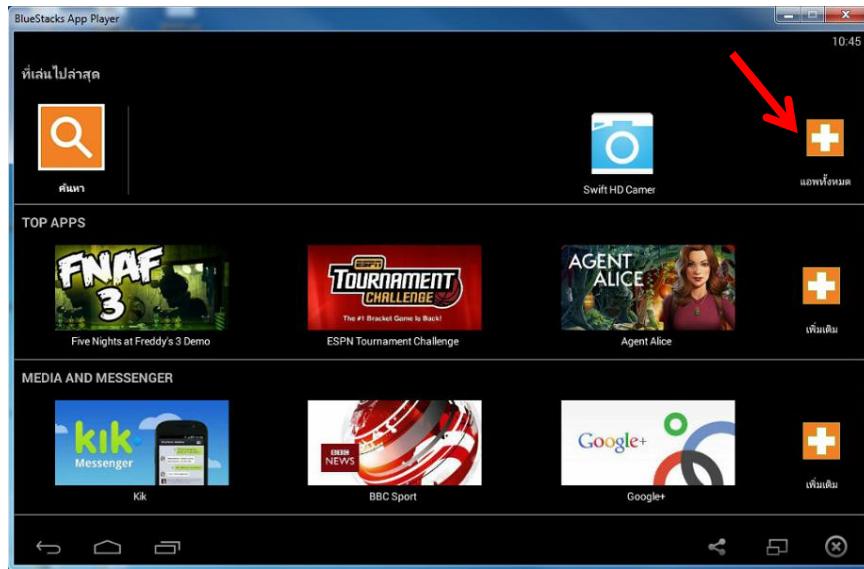 BlueStacks App Player
10:45
ที่เล่นไปล่าสุด
ค้นหา
Swift HD Camer
แอพทั้งหมด
TOP APPS
FNAF
3
ESPN
TOURNAMENT
CHALLENGE
The #1 Bracket Game Is Back!
AGENT
ALICE
Five Nights at Freddy's 3 Demo
ESPN Tournament Challenge
Agent Alice
เพิ่มเติม
MEDIA AND MESSENGER
kik
Messenger
BBC
NEWS
Google+
Kik
BBC Sport
Google+
เพิ่มเติม